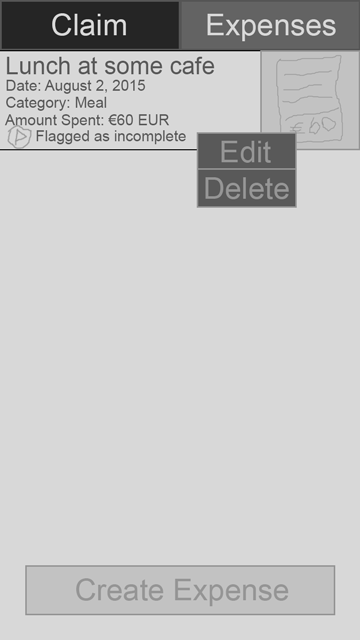 Claim
Expenses
Lunch at some cafe
Date: August 2, 2015
Category: Meal
Amount Spent: €60 EUR
Flagged as incomplete
€60
Edit
Delete
Create Expense